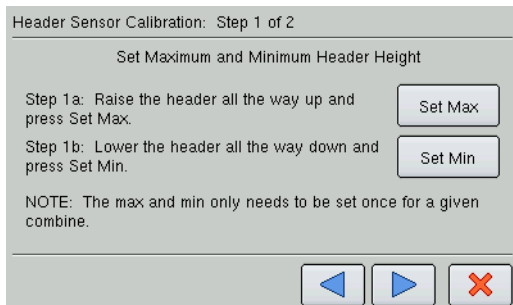 Header Sensor Calibration: Step 1 of 2
Set Maximum and Minimum Header Height
Step 1a: Raise the header all the way up and
press Set Max.
Set Max
Step 1b: Lower the header all the way down and
press Set Min.
Set Min
NOTE: The max and min only needs to be set once for a given
combine.